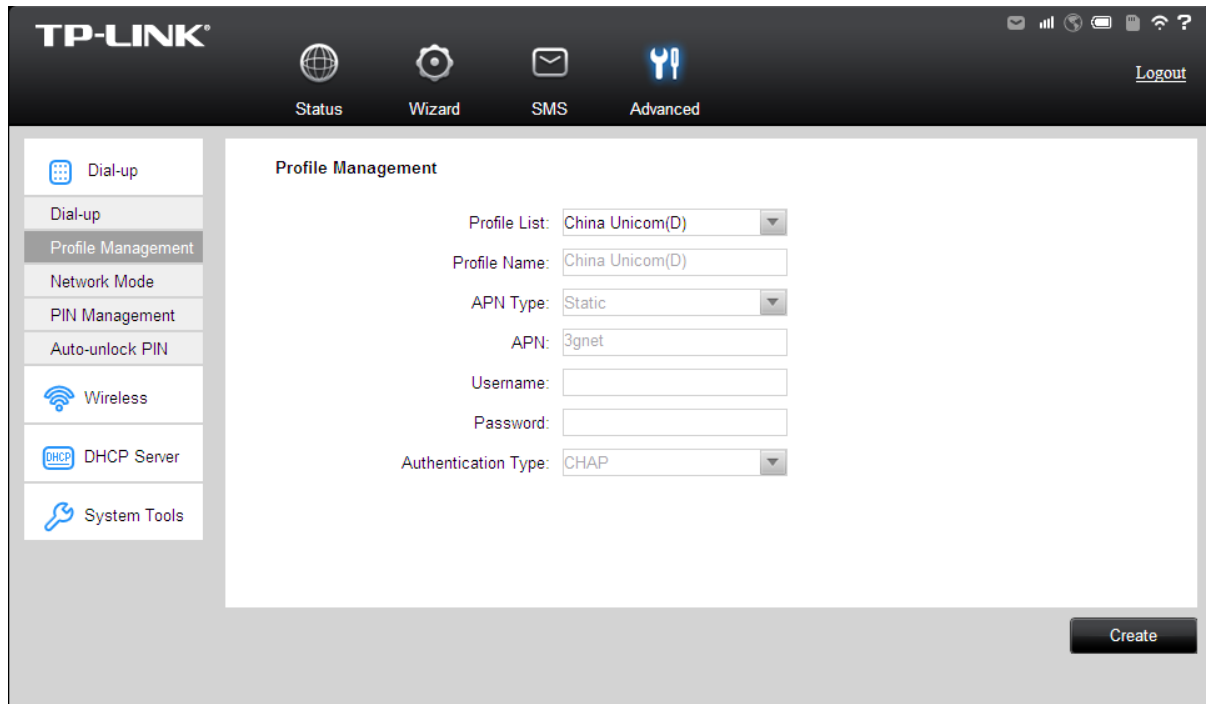 TP-LINK®
Logout
Status Wizard SMS Advanced
Dial-up
Dial-up
Profile Management
Network Mode
PIN Management
Auto-unlock PIN
Wireless
DHCP DHCP Server
System Tools
Profile Management
Profile List: China Unicom(D)
Profile Name: China Unicom(D)
APN Type: Static
APN: 3gnet
Username:
Password:
Authentication Type: CHAP
Create